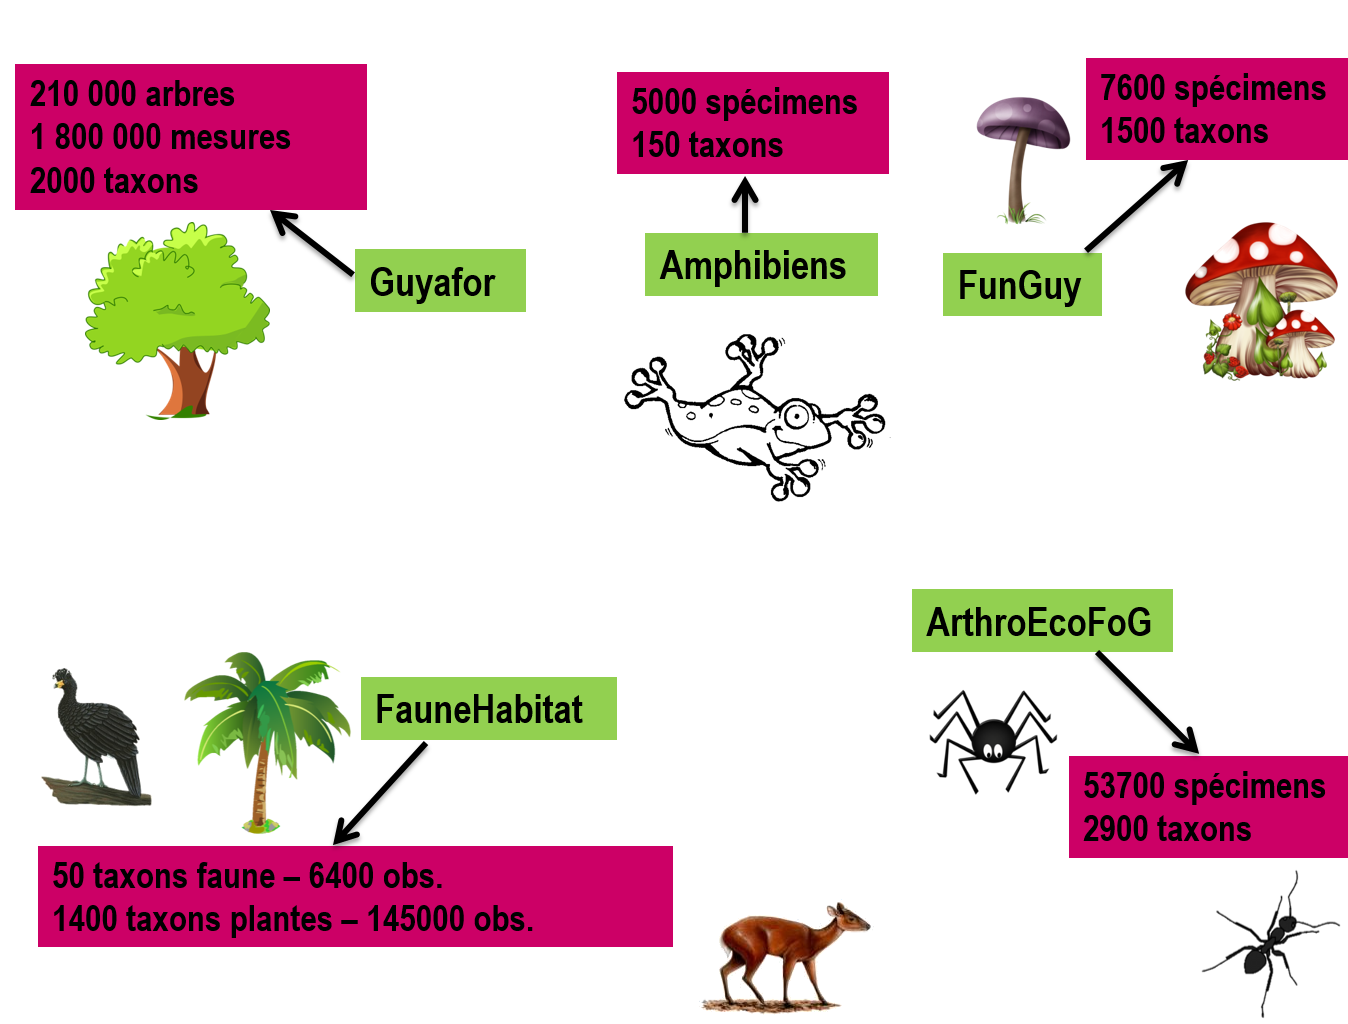 210 000 arbres
1 800 000 mesures
2000 taxons
Guyafor
5000 spécimens
150 taxons
Amphibiens
7600 spécimens
1500 taxons
FunGuy
FauneHabitat
50 taxons faune – 6400 obs.
1400 taxons plantes – 145000 obs.
ArthroEcoFoG
53700 spécimens
2900 taxons